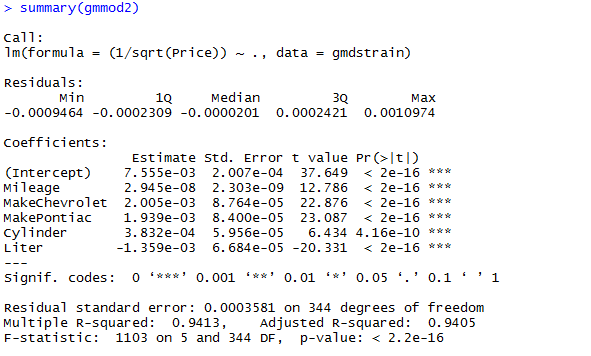 > summary(gmmod2)
Call:
lm(formula = (1/sqrt(Price)) ~ ., data = gmdstrain)
Residuals:
Min 1Q Median 3Q Max
-0.0009464 -0.0002309 -0.0000201 0.0002421 0.0010974
Coefficients:
Estimate Std. Error t value Pr(>|t|)
(Intercept) 7.555e-03 2.007e-04 37.649 < 2e-16 ***
Mileage 2.945e-08 2.303e-09 12.786 < 2e-16 ***
MakeChevrolet 2.005e-03 8.764e-05 22.876 < 2e-16 ***
MakePontiac 1.939e-03 8.400e-05 23.087 < 2e-16 ***
Cylinder 3.832e-04 5.956e-05 6.434 4.16e-10 ***
Liter -1.359e-03 6.684e-05 -20.331 < 2e-16 ***
---
Signif. codes: 0 ‘***’ 0.001 ‘**’ 0.01 ‘*’ 0.05 ‘.’ 0.1 ‘ ’ 1
Residual standard error: 0.0003581 on 344 degrees of freedom
Multiple R-squared: 0.9413, Adjusted R-squared: 0.9405
F-statistic: 1103 on 5 and 344 DF, p-value: < 2.2e-16